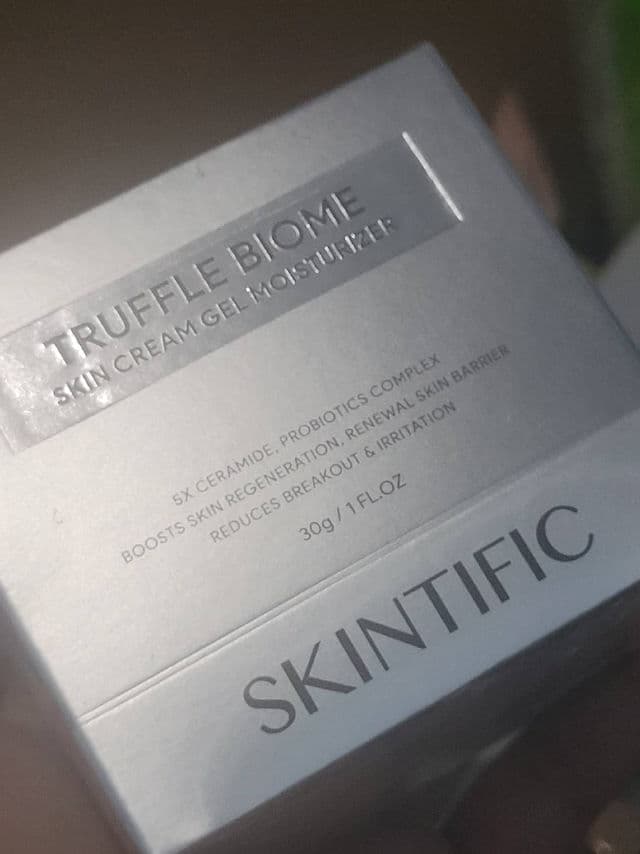 TRUFFLE BIOME
SKIN CREAM GEL MOISTURIZER
5X CERAMIDE, PROBIOTICS COMPLEX
BOOSTS SKIN REGENERATION, RENEWAL SKIN BARRIER
REDUCES BREAKOUT & IRRITATION
30g / 1 FL.OZ
SKINTIFIC